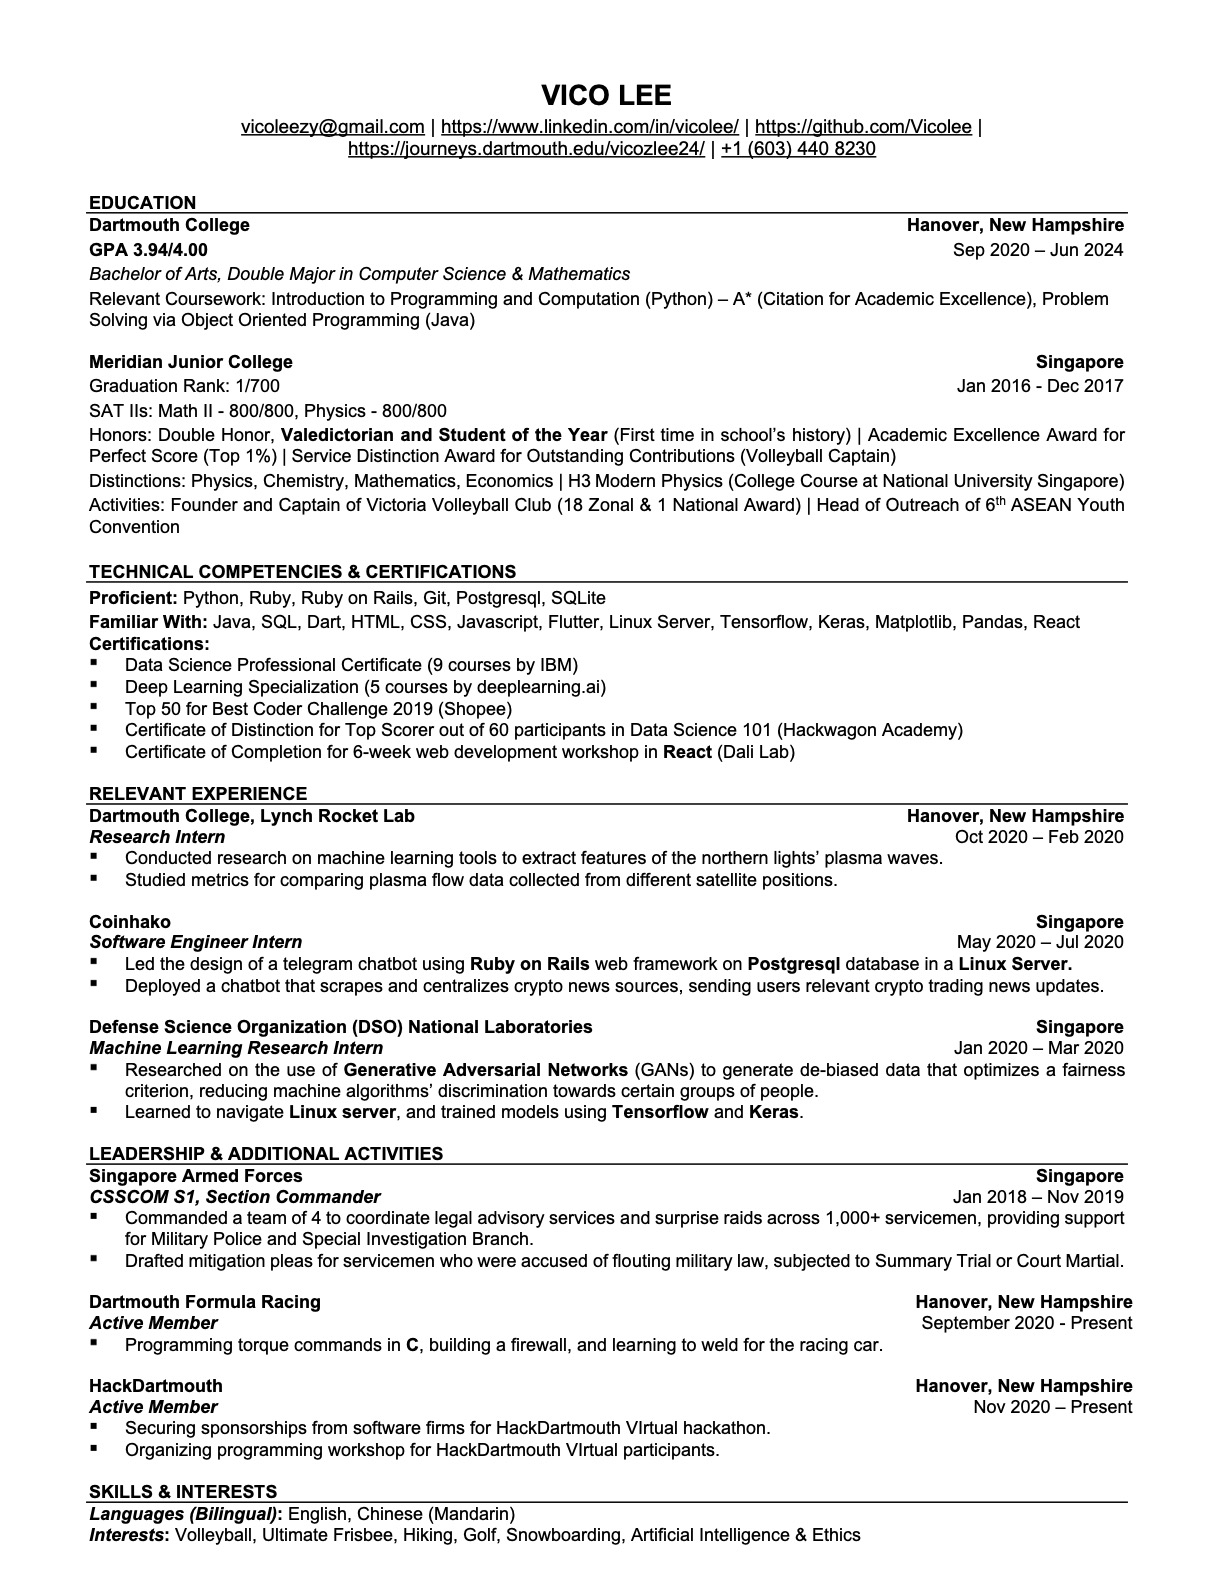 VICO LEE
vicoleezy@gmail.com | https://www.linkedin.com/in/vicolee/ | https://github.com/Vicolee |
https://journeys.dartmouth.edu/vicozlee24/ | +1 (603) 440 8230
EDUCATION
Dartmouth College Hanover, New Hampshire
GPA 3.94/4.00 Sep 2020 – Jun 2024
Bachelor of Arts, Double Major in Computer Science & Mathematics
Relevant Coursework: Introduction to Programming and Computation (Python) – A* (Citation for Academic Excellence), Problem
Solving via Object Oriented Programming (Java)
Meridian Junior College Singapore
Graduation Rank: 1/700 Jan 2016 - Dec 2017
SAT IIs: Math II - 800/800, Physics - 800/800
Honors: Double Honor, Valedictorian and Student of the Year (First time in school’s history) | Academic Excellence Award for
Perfect Score (Top 1%) | Service Distinction Award for Outstanding Contributions (Volleyball Captain)
Distinctions: Physics, Chemistry, Mathematics, Economics | H3 Modern Physics (College Course at National University Singapore)
Activities: Founder and Captain of Victoria Volleyball Club (18 Zonal & 1 National Award) | Head of Outreach of 6th ASEAN Youth
Convention
TECHNICAL COMPETENCIES & CERTIFICATIONS
Proficient: Python, Ruby, Ruby on Rails, Git, Postgresql, SQLite
Familiar With: Java, SQL, Dart, HTML, CSS, Javascript, Flutter, Linux Server, Tensorflow, Keras, Matplotlib, Pandas, React
Certifications:
▪ Data Science Professional Certificate (9 courses by IBM)
▪ Deep Learning Specialization (5 courses by deeplearning.ai)
▪ Top 50 for Best Coder Challenge 2019 (Shopee)
▪ Certificate of Distinction for Top Scorer out of 60 participants in Data Science 101 (Hackwagon Academy)
▪ Certificate of Completion for 6-week web development workshop in React (Dali Lab)
RELEVANT EXPERIENCE
Dartmouth College, Lynch Rocket Lab Hanover, New Hampshire
Research Intern Oct 2020 – Feb 2020
▪ Conducted research on machine learning tools to extract features of the northern lights’ plasma waves.
▪ Studied metrics for comparing plasma flow data collected from different satellite positions.
Coinhako Singapore
Software Engineer Intern May 2020 – Jul 2020
▪ Led the design of a telegram chatbot using Ruby on Rails web framework on Postgresql database in a Linux Server.
▪ Deployed a chatbot that scrapes and centralizes crypto news sources, sending users relevant crypto trading news updates.
Defense Science Organization (DSO) National Laboratories Singapore
Machine Learning Research Intern Jan 2020 – Mar 2020
▪ Researched on the use of Generative Adversarial Networks (GANs) to generate de-biased data that optimizes a fairness
criterion, reducing machine algorithms’ discrimination towards certain groups of people.
▪ Learned to navigate Linux server, and trained models using Tensorflow and Keras.
LEADERSHIP & ADDITIONAL ACTIVITIES
Singapore Armed Forces Singapore
CSSCOM S1, Section Commander Jan 2018 – Nov 2019
▪ Commanded a team of 4 to coordinate legal advisory services and surprise raids across 1,000+ servicemen, providing support
for Military Police and Special Investigation Branch.
▪ Drafted mitigation pleas for servicemen who were accused of flouting military law, subjected to Summary Trial or Court Martial.
Dartmouth Formula Racing Hanover, New Hampshire
Active Member September 2020 - Present
▪ Programming torque commands in C, building a firewall, and learning to weld for the racing car.
HackDartmouth Hanover, New Hampshire
Active Member Nov 2020 – Present
▪ Securing sponsorships from software firms for HackDartmouth VIrtual hackathon.
▪ Organizing programming workshop for HackDartmouth VIrtual participants.
SKILLS & INTERESTS
Languages (Bilingual): English, Chinese (Mandarin)
Interests: Volleyball, Ultimate Frisbee, Hiking, Golf, Snowboarding, Artificial Intelligence & Ethics